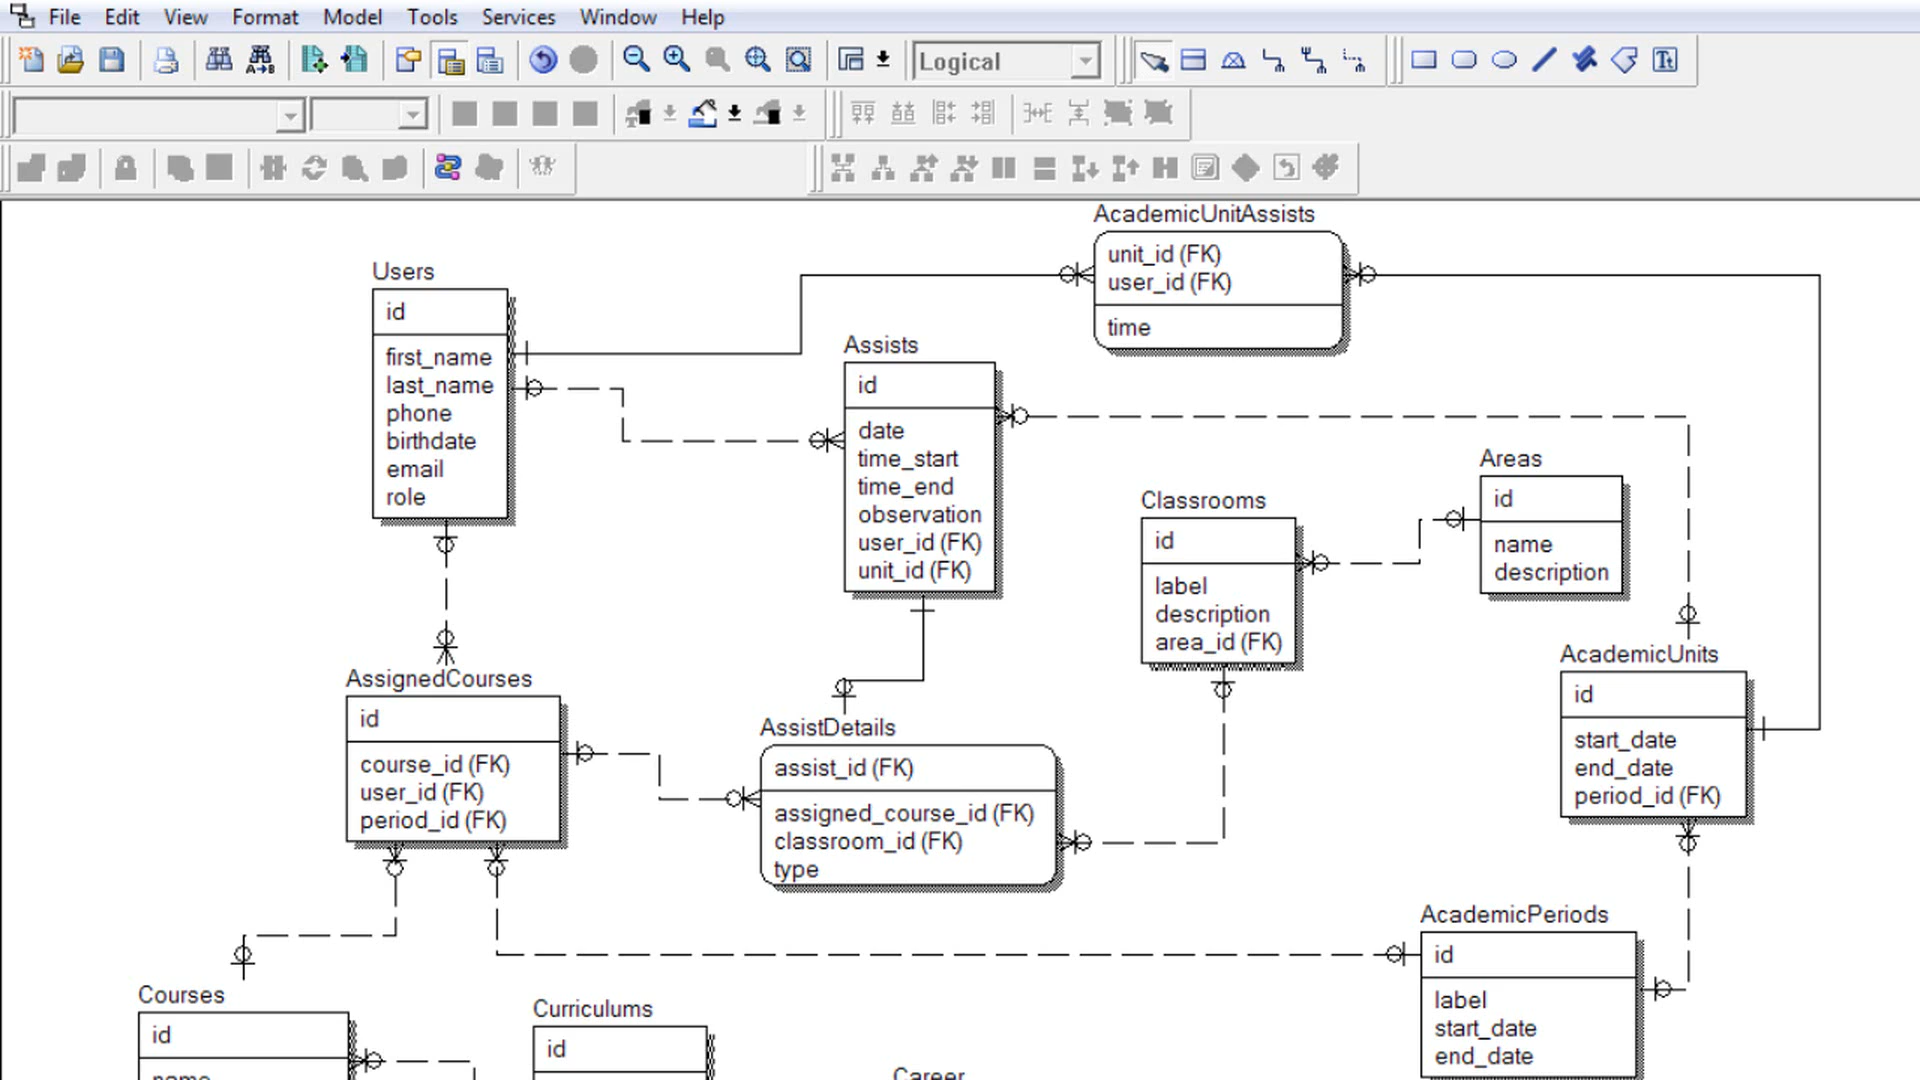 File Edit View Format Model Tools Services Window Help
Logical
AcademicUnitAssists
unit_id (FK)
user_id (FK)
time
Users
id
first_name
last_name
phone
birthdate
email
role
Assists
id
date
time_start
time_end
observation
user_id (FK)
unit_id (FK)
Areas
id
name
description
Classrooms
id
label
description
area_id (FK)
AcademicUnits
id
start_date
end_date
period_id (FK)
AssignedCourses
id
course_id (FK)
user_id (FK)
period_id (FK)
AssistDetails
assist_id (FK)
assigned_course_id (FK)
classroom_id (FK)
type
AcademicPeriods
id
label
start_date
end_date
Courses
id
name
Curriculums
id
Career